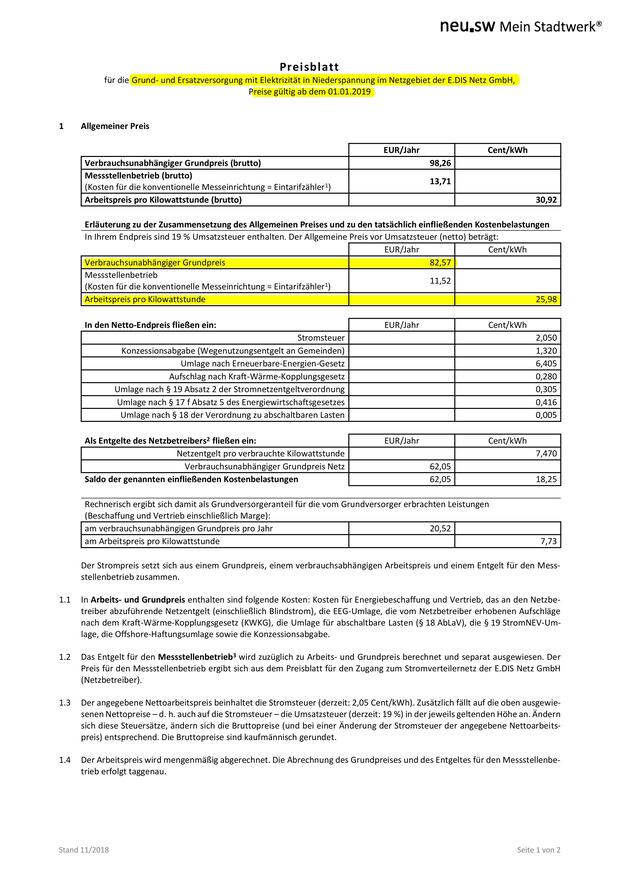 neu.sw Mein Stadtwerk®
Preisblatt
für die Grund- und Ersatzversorgung mit Elektrizität in Niederspannung im Netzgebiet der E.DIS Netz GmbH,
Preise gültig ab dem 01.01.2019
1 Allgemeiner Preis
EUR/Jahr Cent/kWh
Verbrauchsunabhängiger Grundpreis (brutto) 98,26
Messstellenbetrieb (brutto)
(Kosten für die konventionelle Messeinrichtung = Eintarifzähler¹) 13,71
Arbeitspreis pro Kilowattstunde (brutto) 30,92
Erläuterung zu der Zusammensetzung des Allgemeinen Preises und zu den tatsächlich einfließenden Kostenbelastungen
In Ihrem Endpreis sind 19 % Umsatzsteuer enthalten. Der Allgemeine Preis vor Umsatzsteuer (netto) beträgt:
EUR/Jahr Cent/kWh
Verbrauchsunabhängiger Grundpreis 82,57
Messstellenbetrieb
(Kosten für die konventionelle Messeinrichtung = Eintarifzähler¹) 11,52
Arbeitspreis pro Kilowattstunde 25,98
In den Netto-Endpreis fließen ein: EUR/Jahr Cent/kWh
Stromsteuer 2,050
Konzessionsabgabe (Wegenutzungsentgelt an Gemeinden) 1,320
Umlage nach Erneuerbare-Energien-Gesetz 6,405
Aufschlag nach Kraft-Wärme-Kopplungsgesetz 0,280
Umlage nach § 19 Absatz 2 der Stromnetzentgeltverordnung 0,305
Umlage nach § 17 f Absatz 5 des Energiewirtschaftsgesetzes 0,416
Umlage nach § 18 der Verordnung zu abschaltbaren Lasten 0,005
Als Entgelte des Netzbetreibers² fließen ein: EUR/Jahr Cent/kWh
Netzentgelt pro verbrauchte Kilowattstunde 7,470
Verbrauchsunabhängiger Grundpreis Netz 62,05
Saldo der genannten einfließenden Kostenbelastungen 62,05 18,25
Rechnerisch ergibt sich damit als Grundversorgeranteil für die vom Grundversorger erbrachten Leistungen
(Beschaffung und Vertrieb einschließlich Marge):
am verbrauchsunabhängigen Grundpreis pro Jahr 20,52
am Arbeitspreis pro Kilowattstunde 7,73
Der Strompreis setzt sich aus einem Grundpreis, einem verbrauchsabhängigen Arbeitspreis und einem Entgelt für den Mess-
stellenbetrieb zusammen.
1.1 In Arbeits- und Grundpreis enthalten sind folgende Kosten: Kosten für Energiebeschaffung und Vertrieb, das an den Netzbe-
treiber abzuführende Netzentgelt (einschließlich Blindstrom), die EEG-Umlage, die vom Netzbetreiber erhobenen Aufschläge
nach dem Kraft-Wärme-Kopplungsgesetz (KWKG), die Umlage für abschaltbare Lasten (§ 18 AbLaV), die § 19 StromNEV-Um-
lage, die Offshore-Haftungsumlage sowie die Konzessionsabgabe.
1.2 Das Entgelt für den Messstellenbetrieb³ wird zuzüglich zu Arbeits- und Grundpreis berechnet und separat ausgewiesen. Der
Preis für den Messstellenbetrieb ergibt sich aus dem Preisblatt für den Zugang zum Stromverteilernetz der E.DIS Netz GmbH
(Netzbetreiber).
1.3 Der angegebene Nettoarbeitspreis beinhaltet die Stromsteuer (derzeit: 2,05 Cent/kWh). Zusätzlich fällt auf die oben ausgewie-
senen Nettopreise – d. h. auch auf die Stromsteuer – die Umsatzsteuer (derzeit: 19 %) in der jeweils geltenden Höhe an. Ändern
sich diese Steuersätze, ändern sich die Bruttopreise (und bei einer Änderung der Stromsteuer der angegebene Nettoarbeits-
preis) entsprechend. Die Bruttopreise sind kaufmännisch gerundet.
1.4 Der Arbeitspreis wird mengenmäßig abgerechnet. Die Abrechnung des Grundpreises und des Entgeltes für den Messstellenbe-
trieb erfolgt taggenau.
Stand 11/2018 Seite 1 von 2